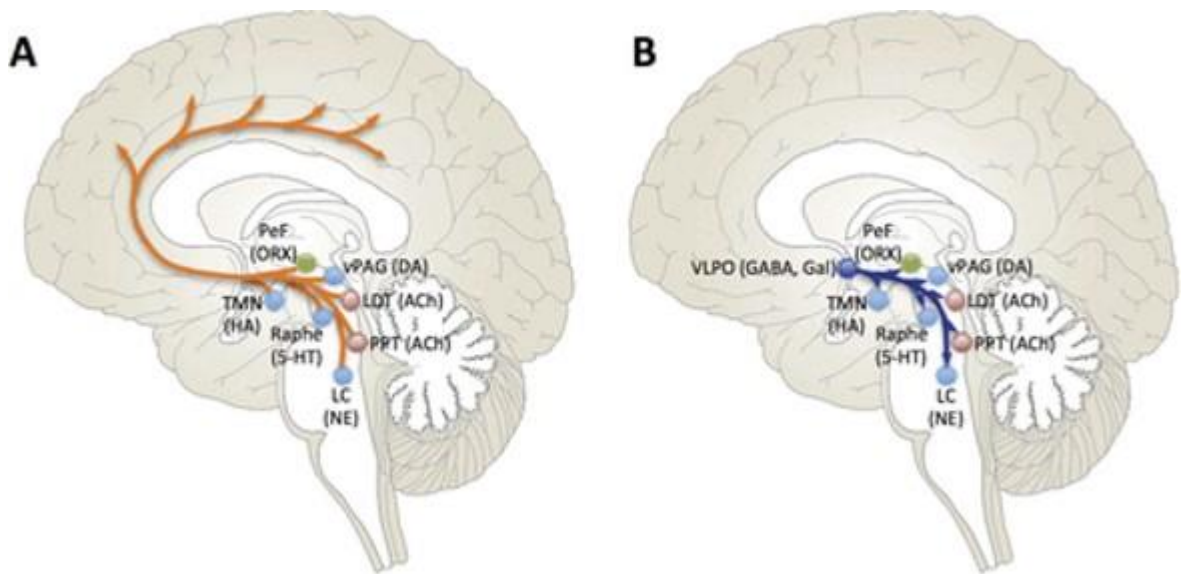 A
PeF
(ORX)
vPAG (DA)
TMN
(HA)
LDT (ACh)
Raphe
(5-HT)
PPT (ACh)
LC
(NE)
B
PeF
(ORX)
VLPO (GABA, Gal)
vPAG (DA)
TMN
(HA)
LDT (ACh)
Raphe
(5-HT)
PPT (ACh)
LC
(NE)